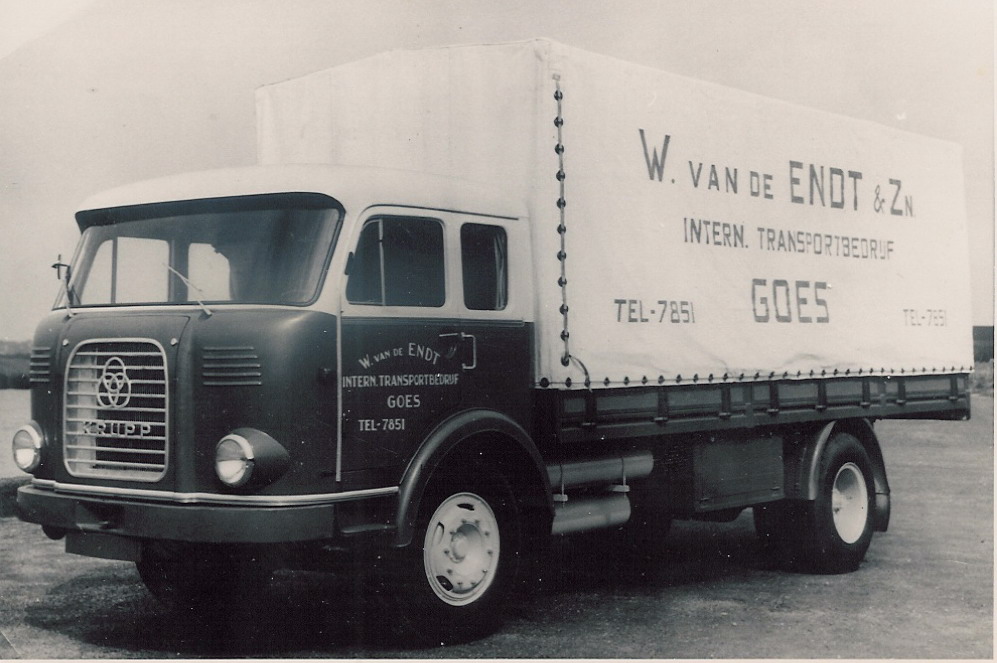 W. VAN DE ENDT & ZN.
INTERN. TRANSPORTBEDRIJF
GOES
TEL-7851
TEL-7851
W. VAN DE ENDT
INTERN. TRANSPORTBEDRIJF
GOES
TEL-7851
KRUPP